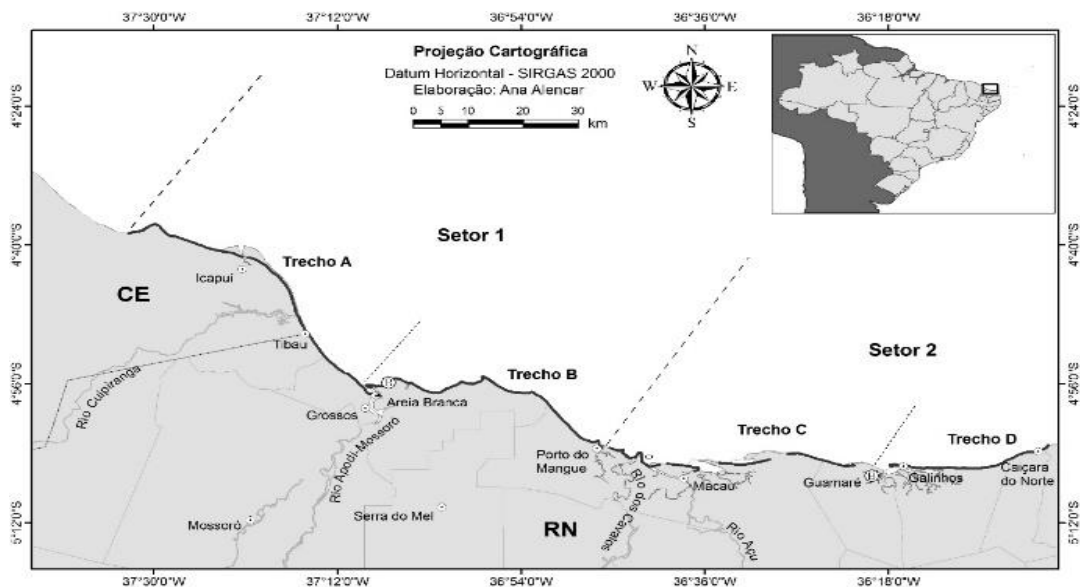 37°30'0"W 37°12'0"W 36°54'0"W 36°36'0"W 36°18'0"W
Projeção Cartográfica
Datum Horizontal - SIRGAS 2000
Elaboração: Ana Alencar
0 5 10 20 30
km
N
W E
S
4°24'0"S 4°24'0"S
Setor 1
4°40'0"S 4°40'0"S
Trecho A
Icapuí
CE
Tibau
Setor 2
Rio Cuipiranga
4°56'0"S 4°56'0"S
Trecho B
Areia Branca
Grossos
Rio Apodi-Mossoró
Trecho C
Trecho D
Porto do
Mangue
Macau
Guamaré
Galinhos
Caiçara
do Norte
Rio dos Cavalos
Rio Açu
Mossoró
Serra do Mel
RN
5°12'0"S 5°12'0"S
37°30'0"W 37°12'0"W 36°54'0"W 36°36'0"W 36°18'0"W